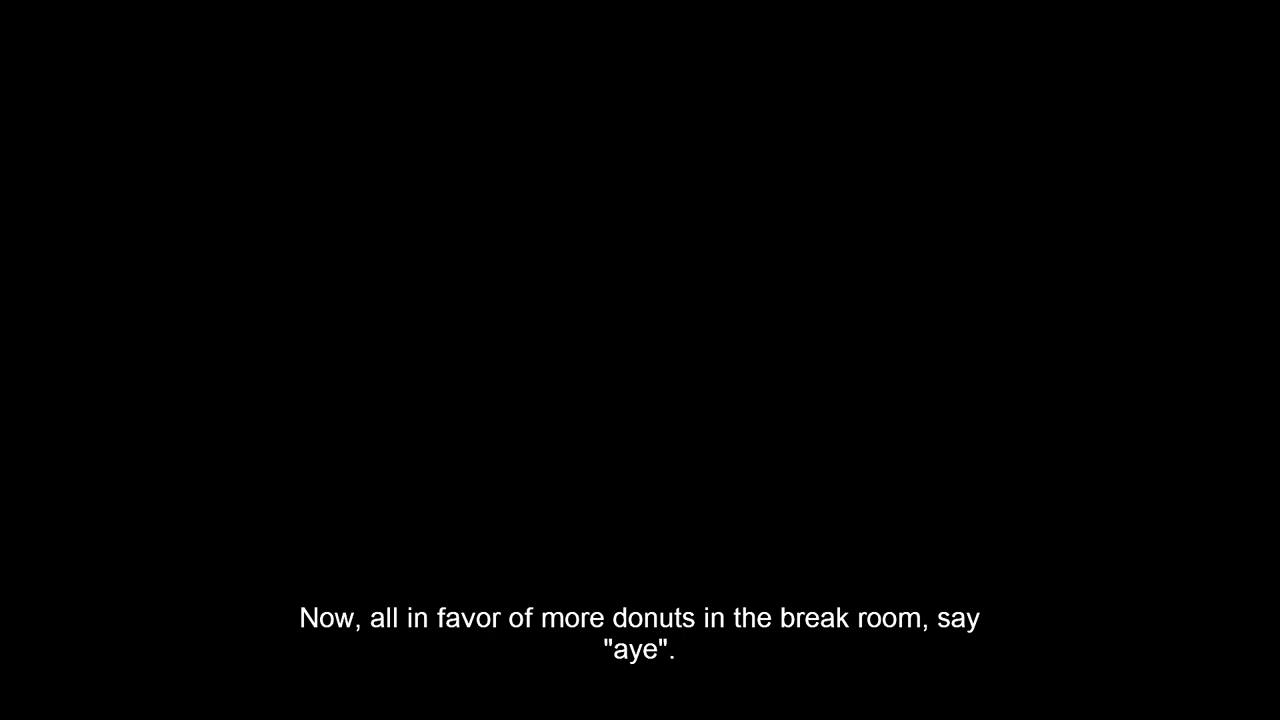 Now, all in favor of more donuts in the break room, say
"aye".